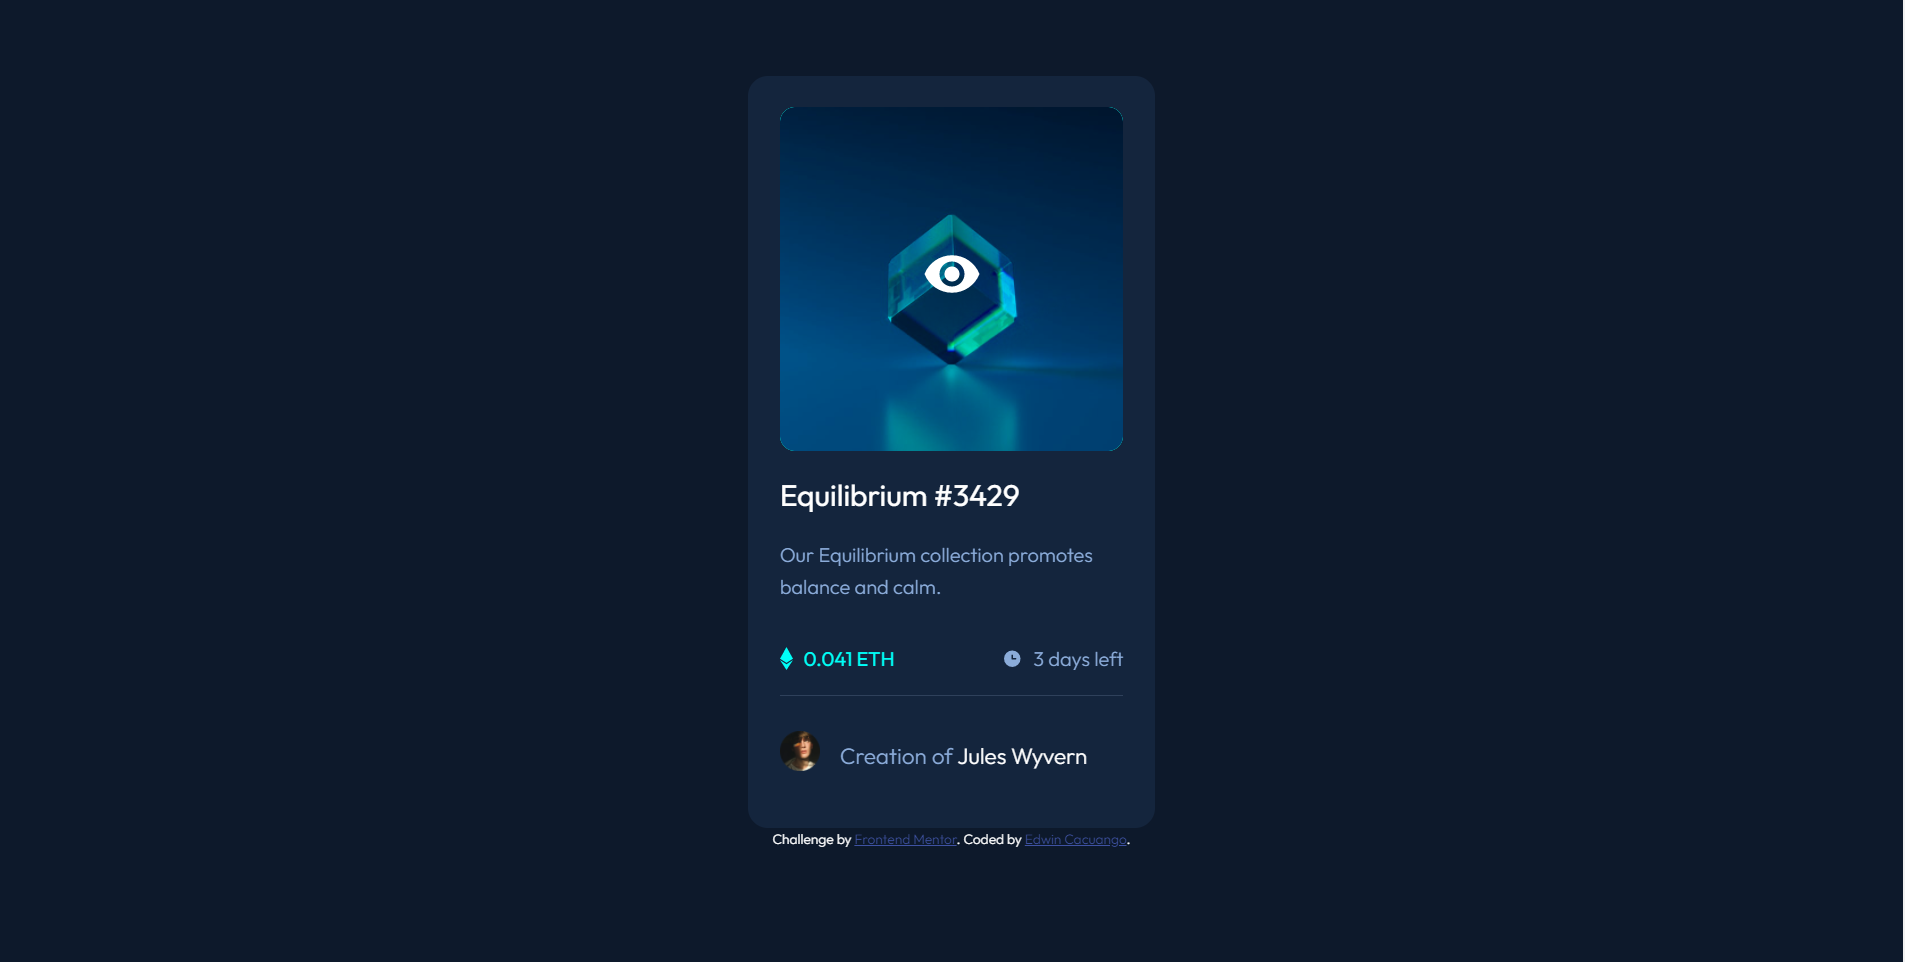 Equilibrium #3429
Our Equilibrium collection promotes
balance and calm.
0.041 ETH
3 days left
Creation of Jules Wyvern
Challenge by Frontend Mentor. Coded by Edwin Cacuango.